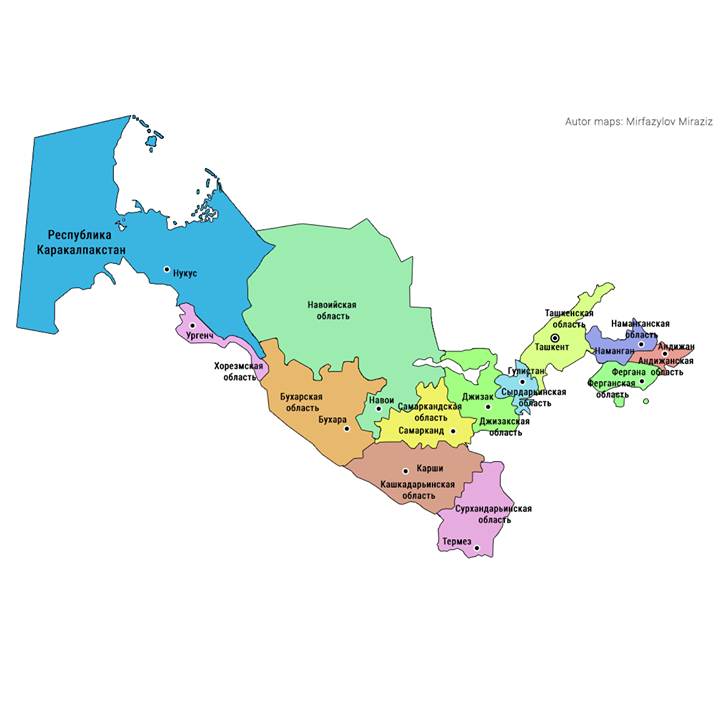 Autor maps: Mirfazylov Miraziz
Республика
Каракалпакстан
Нукус
Ургенч
Хорезмская
область
Навоийская
область
Бухарская
область
Бухара
Навои
Самаркандская
область
Самарканд
Карши
Кашкадарьинская
область
Сурхандарьинская
область
Термез
Джизак
Джизакская
область
Гулистан
Сырдарьинская
область
Ташкенская
область
Ташкент
Наманганская
область
Наманган
Андижан
Андижанская
область
Фергана
Ферганская
область